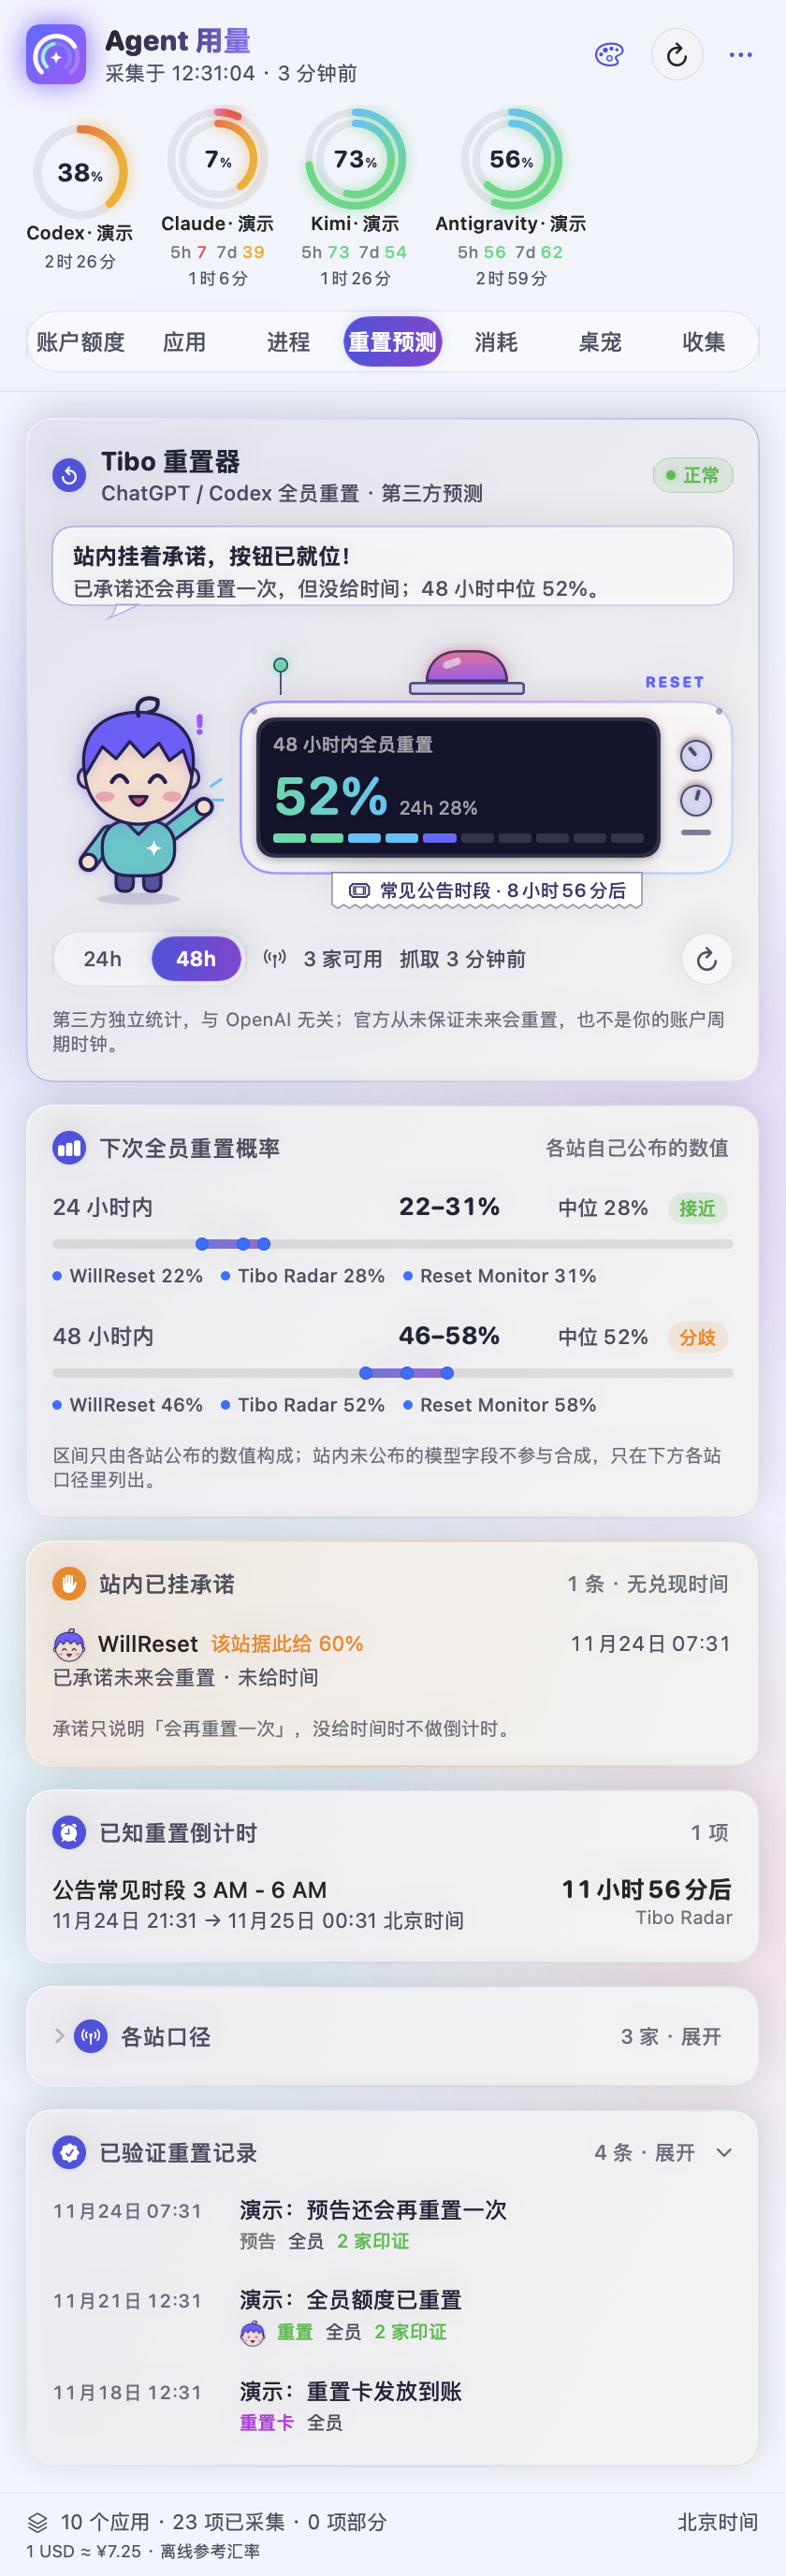 Agent 用量
采集于 12:31:04 · 3 分钟前
38%
7%
73%
56%
Codex · 演示
Claude · 演示
Kimi · 演示
Antigravity · 演示
2时26分
5h 7 7d 39
5h 73 7d 54
5h 56 7d 62
1时6分
1时26分
2时59分
账户额度 应用 进程 重置预测 消耗 桌宠 收集
Tibo 重置器
ChatGPT / Codex 全员重置 · 第三方预测
正常
站内挂着承诺，按钮已就位！
已承诺还会再重置一次，但没给时间；48 小时中位 52%。
RESET
!
48 小时内全员重置
52% 24h 28%
常见公告时段 · 8小时56分后
24h 48h 3 家可用 抓取 3 分钟前
第三方独立统计，与 OpenAI 无关；官方从未保证未来会重置，也不是你的账户周
期时钟。
下次全员重置概率 各站自己公布的数值
24 小时内 22–31% 中位 28% 接近
WillReset 22% Tibo Radar 28% Reset Monitor 31%
48 小时内 46–58% 中位 52% 分歧
WillReset 46% Tibo Radar 52% Reset Monitor 58%
区间只由各站公布的数值构成；站内未公布的模型字段不参与合成，只在下方各站
口径里列出。
站内已挂承诺 1 条 · 无兑现时间
WillReset 该站据此给 60% 11月24日 07:31
已承诺未来会重置 · 未给时间
承诺只说明「会再重置一次」，没给时间时不做倒计时。
已知重置倒计时 1 项
公告常见时段 3 AM - 6 AM 11小时56分后
11月24日 21:31 → 11月25日 00:31 北京时间 Tibo Radar
各站口径 3 家 · 展开
已验证重置记录 4 条 · 展开
11月24日 07:31 演示：预告还会再重置一次
预告 全员 2 家印证
11月21日 12:31 演示：全员额度已重置
重置 全员 2 家印证
11月18日 12:31 演示：重置卡发放到账
重置卡 全员
10 个应用 · 23 项已采集 · 0 项部分 北京时间
1 USD ≈ ¥7.25 · 离线参考汇率